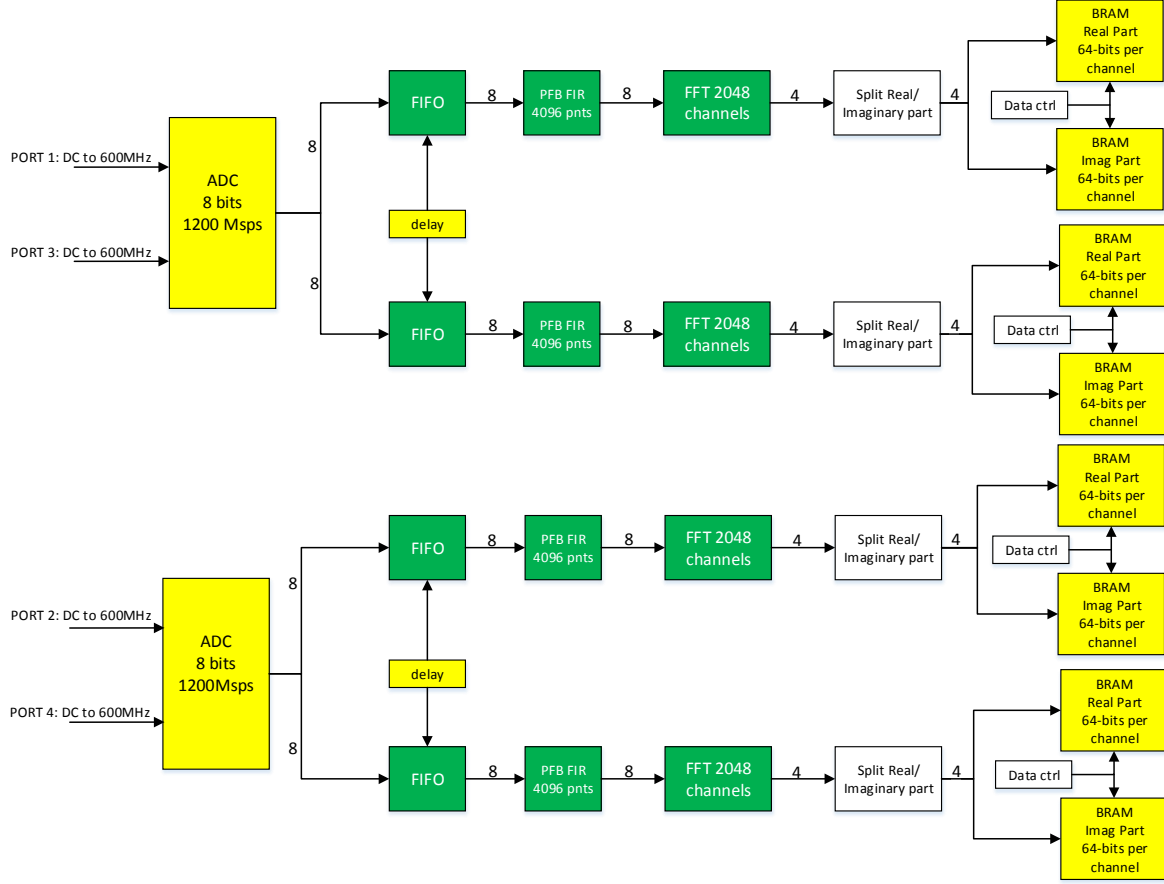 BRAM
Real Part
64-bits per
channel
FIFO
8
PFB FIR
4096 pnts
8
FFT 2048
channels
4
Split Real/
Imaginary part
4
Data ctrl
8
BRAM
Imag Part
64-bits per
channel
PORT 1: DC to 600MHz
ADC
8 bits
1200 Msps
PORT 3: DC to 600MHz
delay
8
BRAM
Real Part
64-bits per
channel
FIFO
8
PFB FIR
4096 pnts
8
FFT 2048
channels
4
Split Real/
Imaginary part
4
Data ctrl
BRAM
Imag Part
64-bits per
channel
BRAM
Real Part
64-bits per
channel
FIFO
8
PFB FIR
4096 pnts
8
FFT 2048
channels
4
Split Real/
Imaginary part
4
Data ctrl
8
BRAM
Imag Part
64-bits per
channel
PORT 2: DC to 600MHz
ADC
8 bits
1200Msps
PORT 4: DC to 600MHz
delay
8
BRAM
Real Part
64-bits per
channel
FIFO
8
PFB FIR
4096 pnts
8
FFT 2048
channels
4
Split Real/
Imaginary part
4
Data ctrl
BRAM
Imag Part
64-bits per
channel